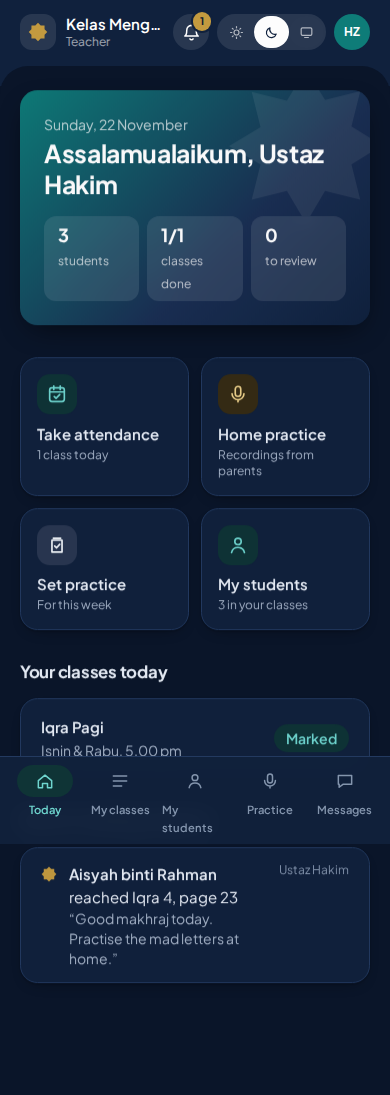 Kelas Meng…
Teacher
1
HZ
Sunday, 22 November
Assalamualaikum, Ustaz
Hakim
3
students
1/1
classes
done
0
to review
Take attendance
1 class today
Home practice
Recordings from
parents
Set practice
For this week
My students
3 in your classes
Your classes today
Iqra Pagi
Isnin & Rabu, 5.00 pm
Marked
Today
My classes
My
students
Practice
Messages
Aisyah binti Rahman
reached Iqra 4, page 23
Ustaz Hakim
“Good makhraj today.
Practise the mad letters at
home.”